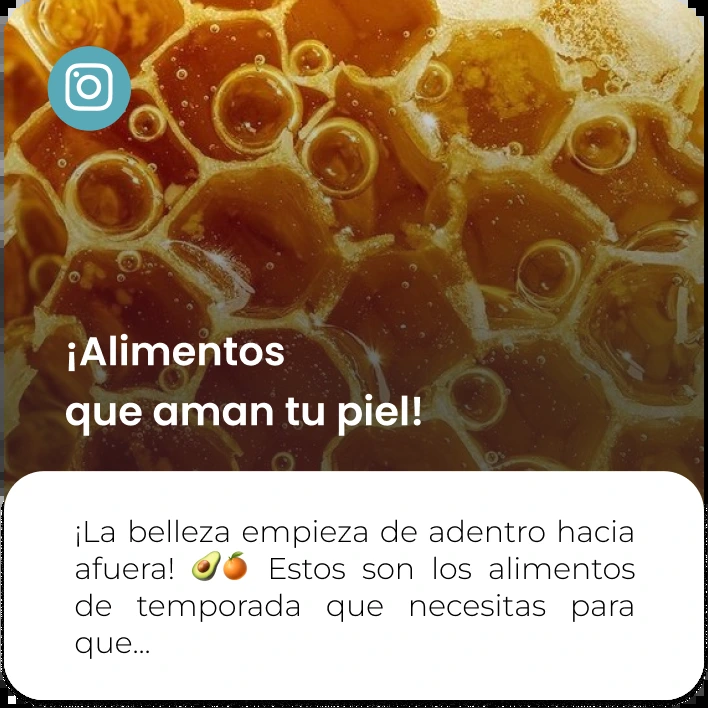 ¡Alimentos
que aman tu piel!
¡La belleza empieza de adentro hacia
afuera! 🥑🍊 Estos son los alimentos
de temporada que necesitas para
que...